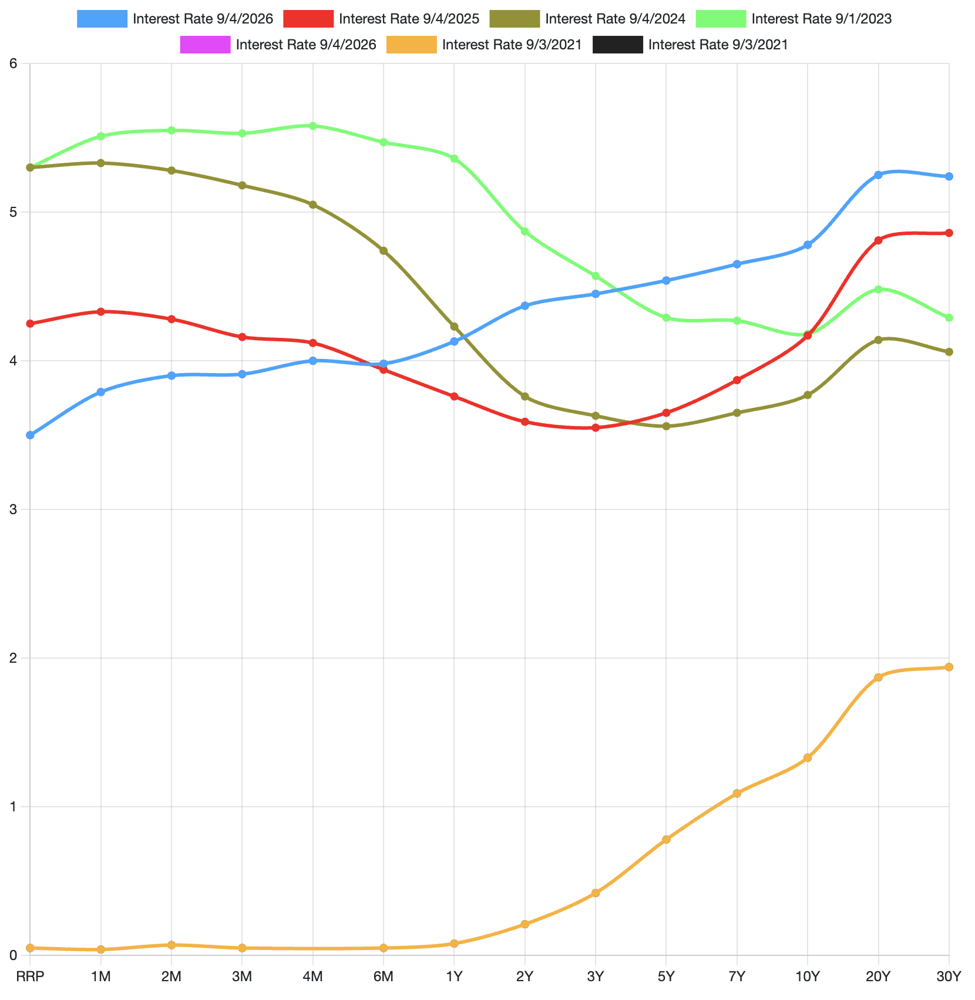 Interest Rate 9/4/2026 Interest Rate 9/4/2025 Interest Rate 9/4/2024 Interest Rate 9/1/2023
Interest Rate 9/4/2026 Interest Rate 9/3/2021 Interest Rate 9/3/2021
6
5
4
3
2
1
0
RRP 1M 2M 3M 4M 6M 1Y 2Y 3Y 5Y 7Y 10Y 20Y 30Y